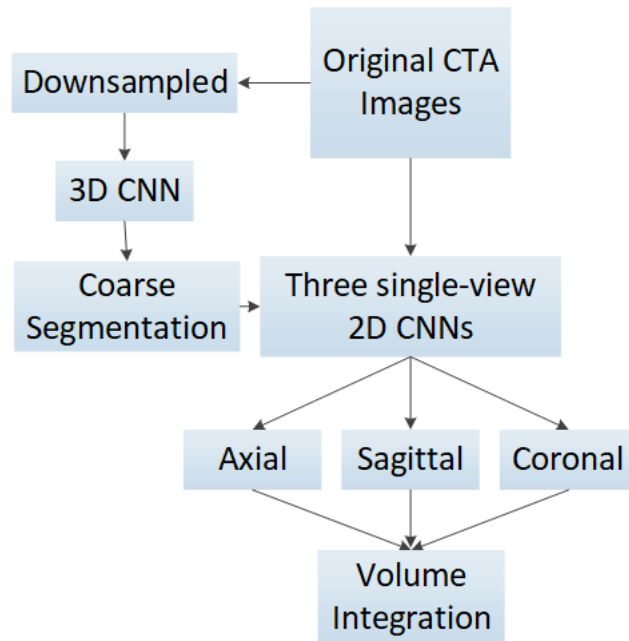 Original CTA
Images
Downsampled
3D CNN
Coarse
Segmentation
Three single-view
2D CNNs
Axial
Sagittal
Coronal
Volume
Integration